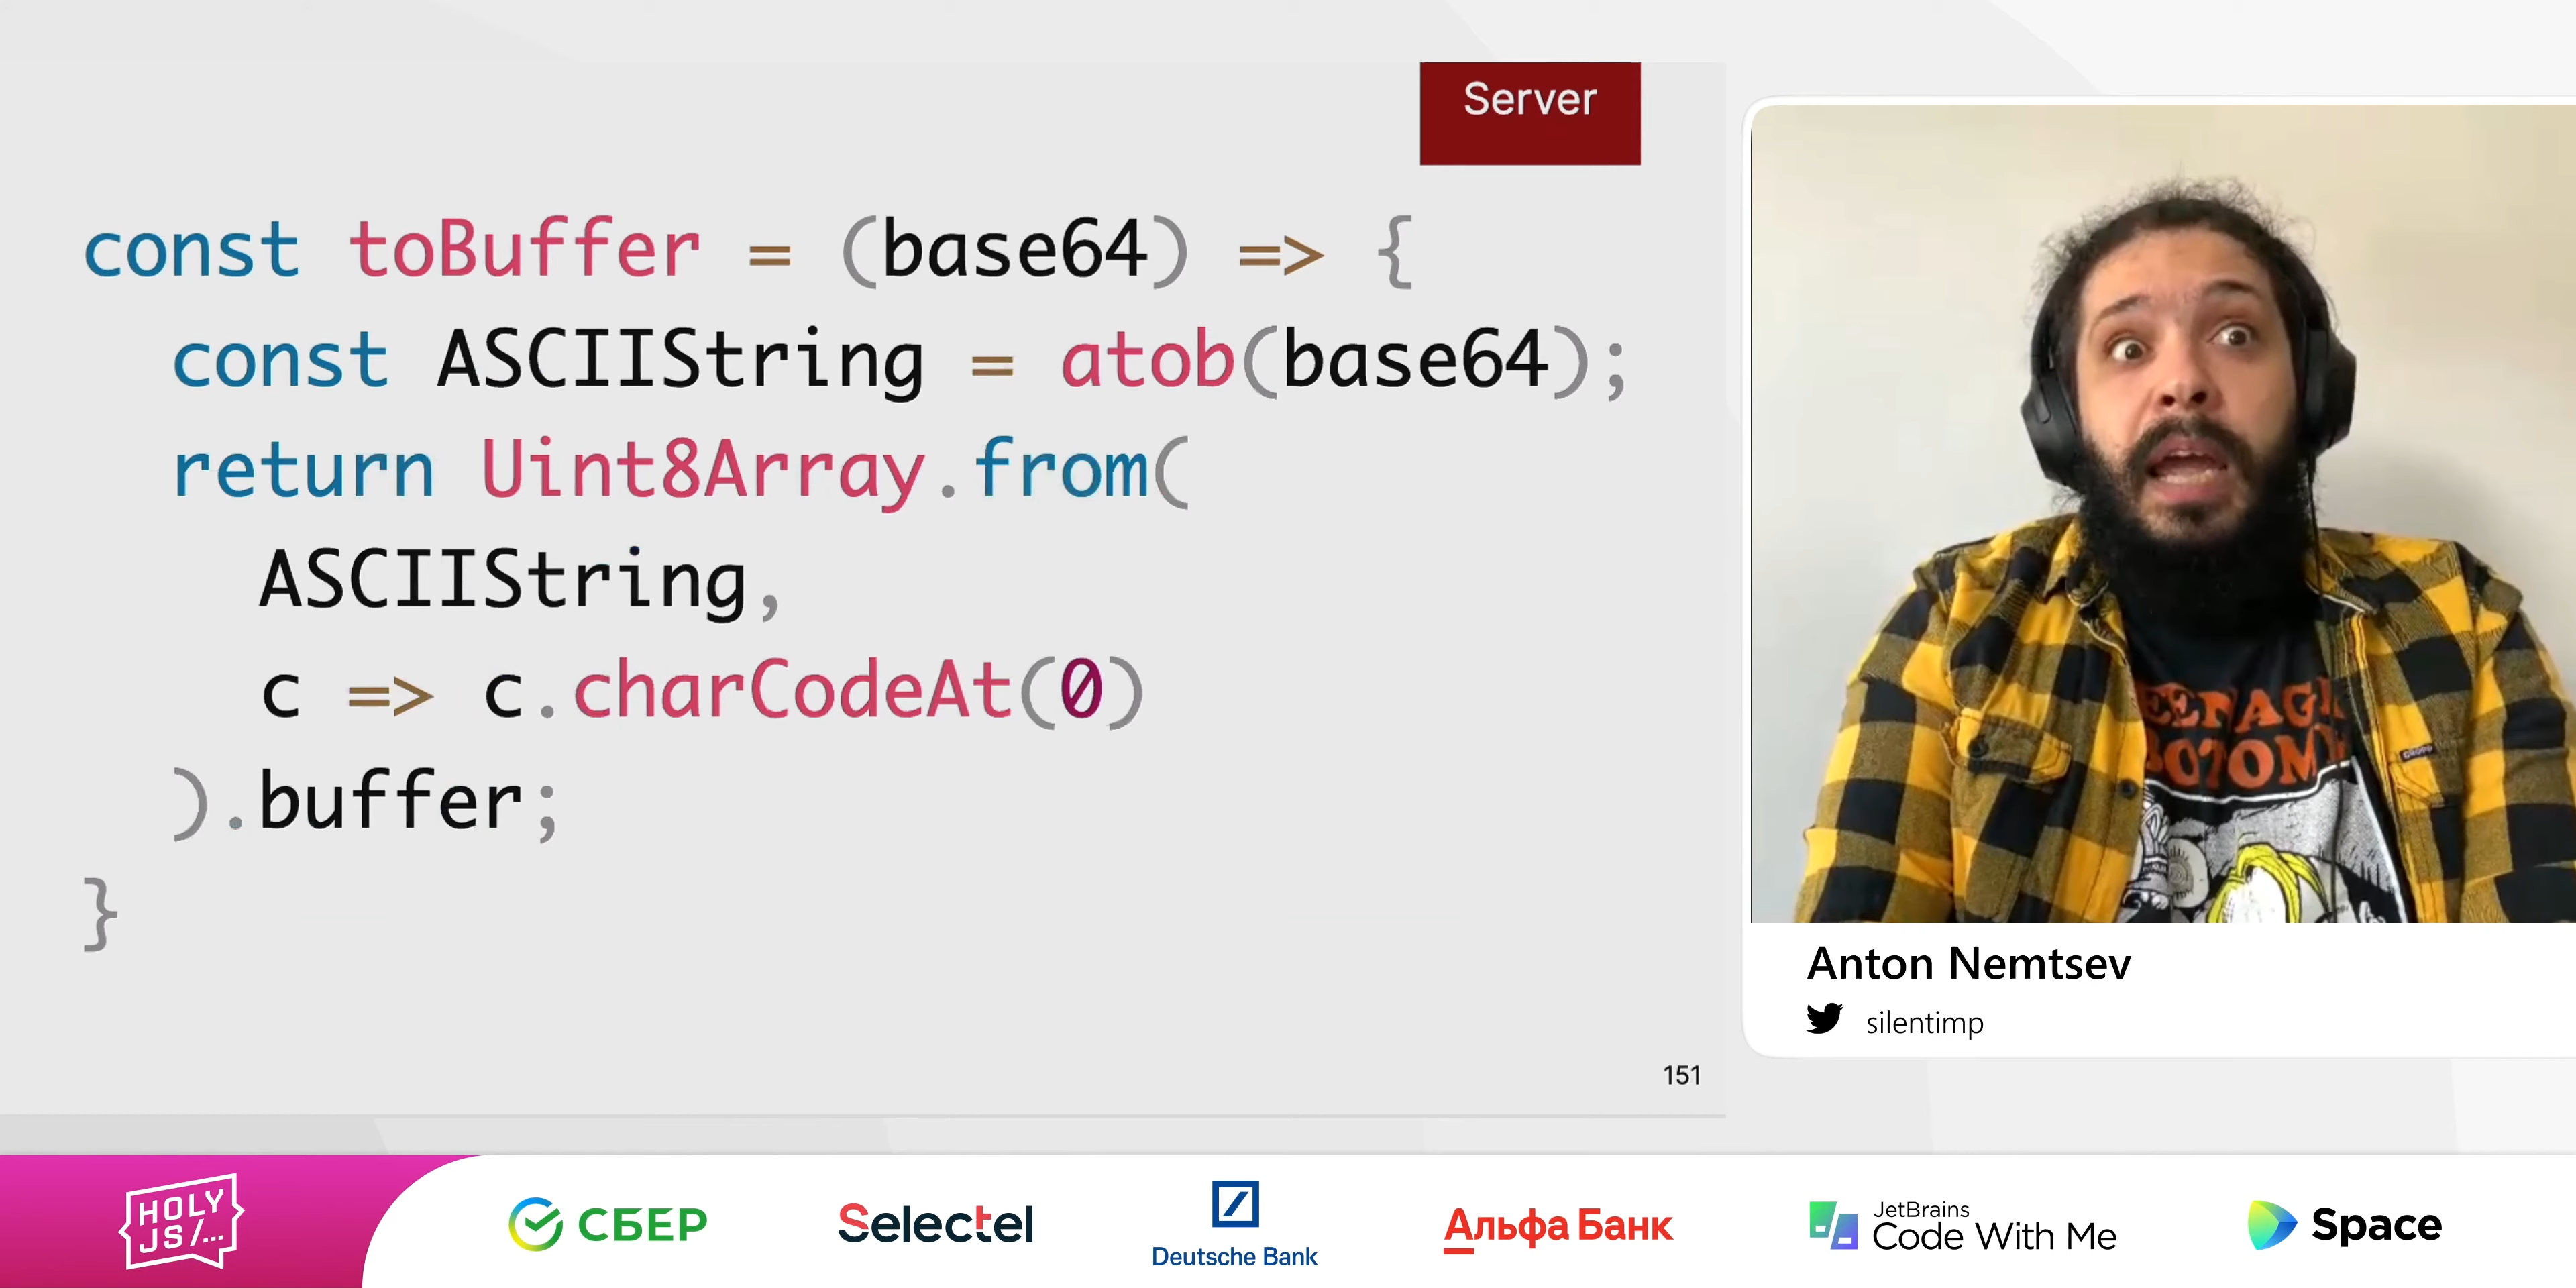 Server
const toBuffer = (base64) => {
const ASCIIString = atob(base64);
return Uint8Array.from(
ASCIIString,
c => c.charCodeAt(0)
).buffer;
}
151
Anton Nemtsev
silentimp
HOLY
JS/...
СБЕР
Selectel
Deutsche Bank
Альфа Банк
JetBrains
Code With Me
Space